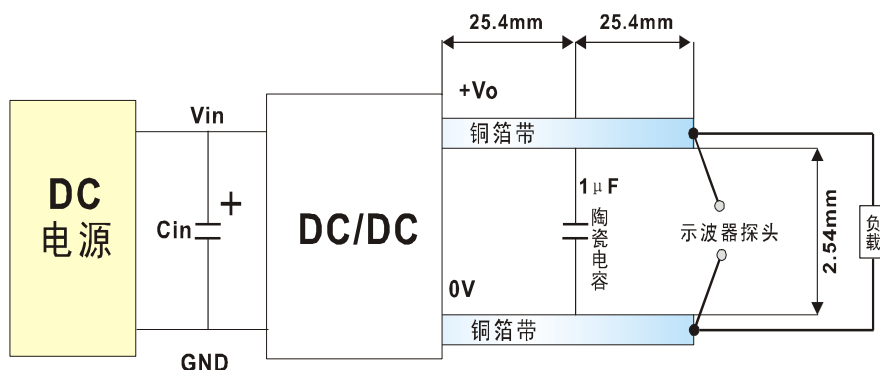 25.4mm
25.4mm
+Vo
铜箔带
Vin
DC
电源
Cin
+
DC/DC
1μF
陶瓷电容
示波器探头
2.54mm
负载
0V
铜箔带
GND